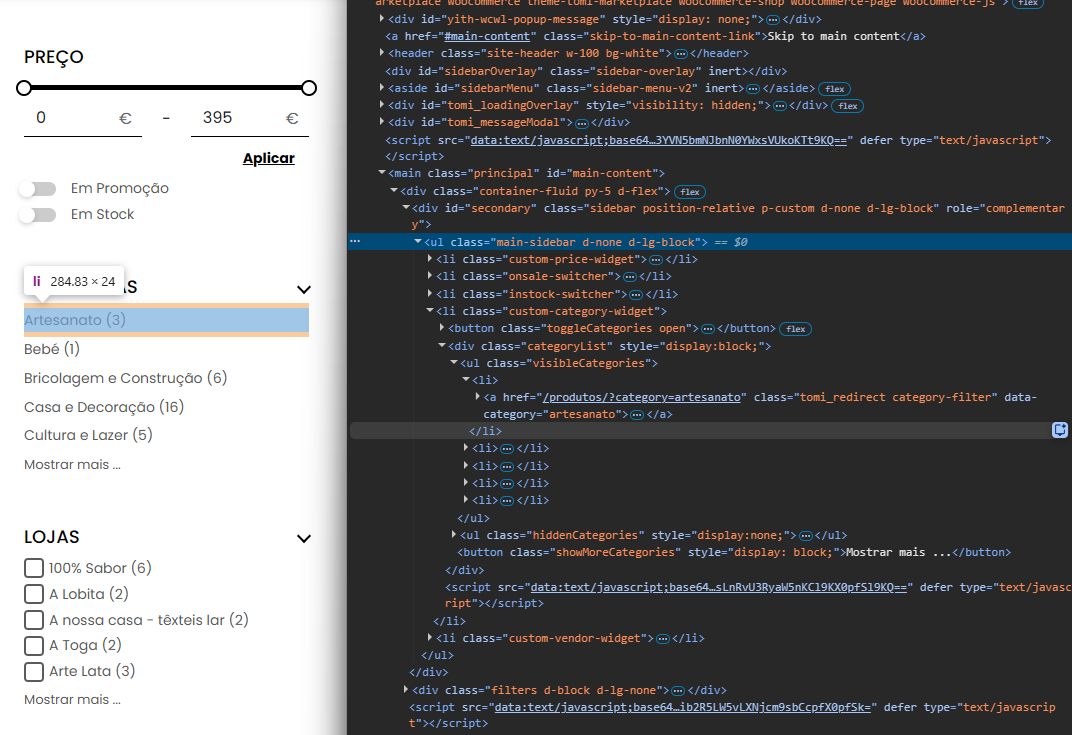 PREÇO
0 € - 395 €
Aplicar
Em Promoção
Em Stock
li 284.83 × 24
AS
Artesanato (3)
Bebé (1)
Bricolagem e Construção (6)
Casa e Decoração (16)
Cultura e Lazer (5)
Mostrar mais ...
LOJAS
100% Sabor (6)
A Lobita (2)
A nossa casa - têxteis lar (2)
A Toga (2)
Arte Lata (3)
Mostrar mais ...
arketplace woocommerce theme-tomi-marketplace woocommerce-shop woocommerce-page woocommerce-js"> flex
<div id="yith-wcwl-popup-message" style="display: none;">…</div>
<a href="#main-content" class="skip-to-main-content-link">Skip to main content</a>
<header class="site-header w-100 bg-white">…</header>
<div id="sidebarOverlay" class="sidebar-overlay" inert></div>
<aside id="sidebarMenu" class="sidebar-menu-v2" inert>…</aside> flex
<div id="tomi_loadingOverlay" style="visibility: hidden;">…</div> flex
<div id="tomi_messageModal">…</div>
<script src="data:text/javascript;base64…3YVN5bmNJbnN0YWxsVUkoKTt9KQ==" defer type="text/javascript">
</script>
<main class="principal" id="main-content">
<div class="container-fluid py-5 d-flex"> flex
<div id="secondary" class="sidebar position-relative p-custom d-none d-lg-block" role="complementar
y">
<ul class="main-sidebar d-none d-lg-block"> == $0
<li class="custom-price-widget">…</li>
<li class="onsale-switcher">…</li>
<li class="instock-switcher">…</li>
<li class="custom-category-widget">
<button class="toggleCategories open">…</button> flex
<div class="categoryList" style="display:block;">
<ul class="visibleCategories">
<li>
<a href="/produtos/?category=artesanato" class="tomi_redirect category-filter" data-
category="artesanato">…</a>
</li>
<li>…</li>
<li>…</li>
<li>…</li>
<li>…</li>
</ul>
<ul class="hiddenCategories" style="display:none;">…</ul>
<button class="showMoreCategories" style="display: block;">Mostrar mais ...</button>
</div>
<script src="data:text/javascript;base64…sLnRvU3RyaW5nKCl9KX0pfSl9KQ==" defer type="text/javasc
ript"></script>
</li>
<li class="custom-vendor-widget">…</li>
</ul>
</div>
<div class="filters d-block d-lg-none">…</div>
<script src="data:text/javascript;base64…ib2R5LW5vLXNjcm9sbCcpfX0pfSk=" defer type="text/javascrip
t"></script>